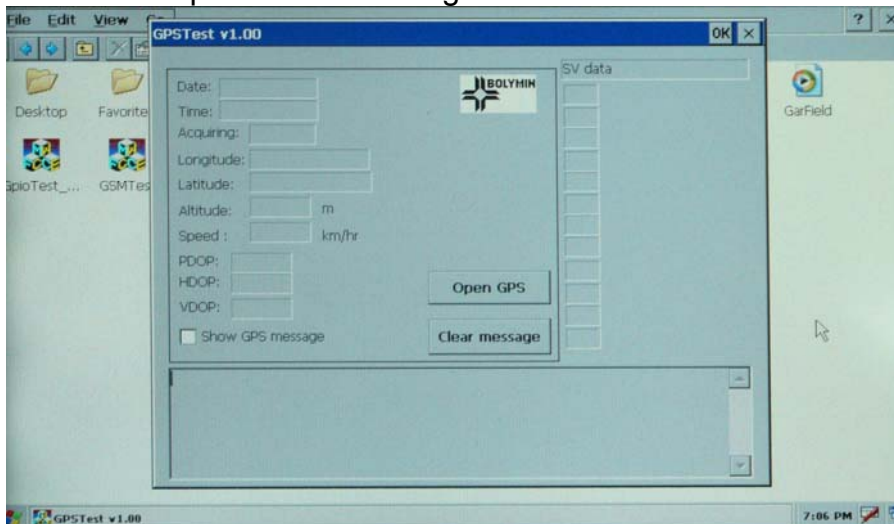 File Edit View
GPSTest v1.00
OK
?
Desktop
Favorite
GarField
GSMTes
Date:
BOLYMIN
SV data
Time:
Acquiring:
Longitude:
Latitude:
Altitude: m
Speed : km/hr
PDOP:
HDOP:
VDOP:
Open GPS
Show GPS message
Clear message
GPSTest v1.00
7:06 PM